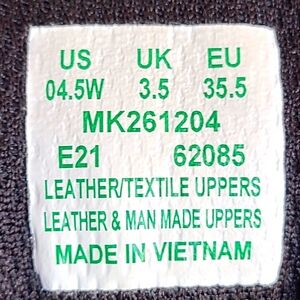 US UK EU
04.5W 3.5 35.5
MK261204
E21 62085
LEATHER/TEXTILE UPPERS
LEATHER & MAN MADE UPPERS
MADE IN VIETNAM